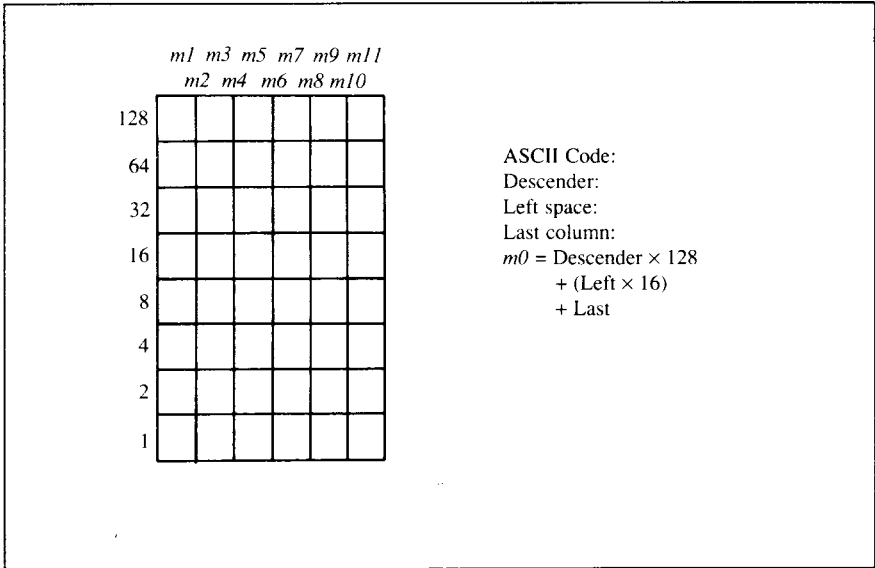 m1 m3 m5 m7 m9 m11
m2 m4 m6 m8 m10
128
64
32
16
8
4
2
1
ASCII Code:
Descender:
Left space:
Last column:
m0 = Descender × 128
+ (Left × 16)
+ Last